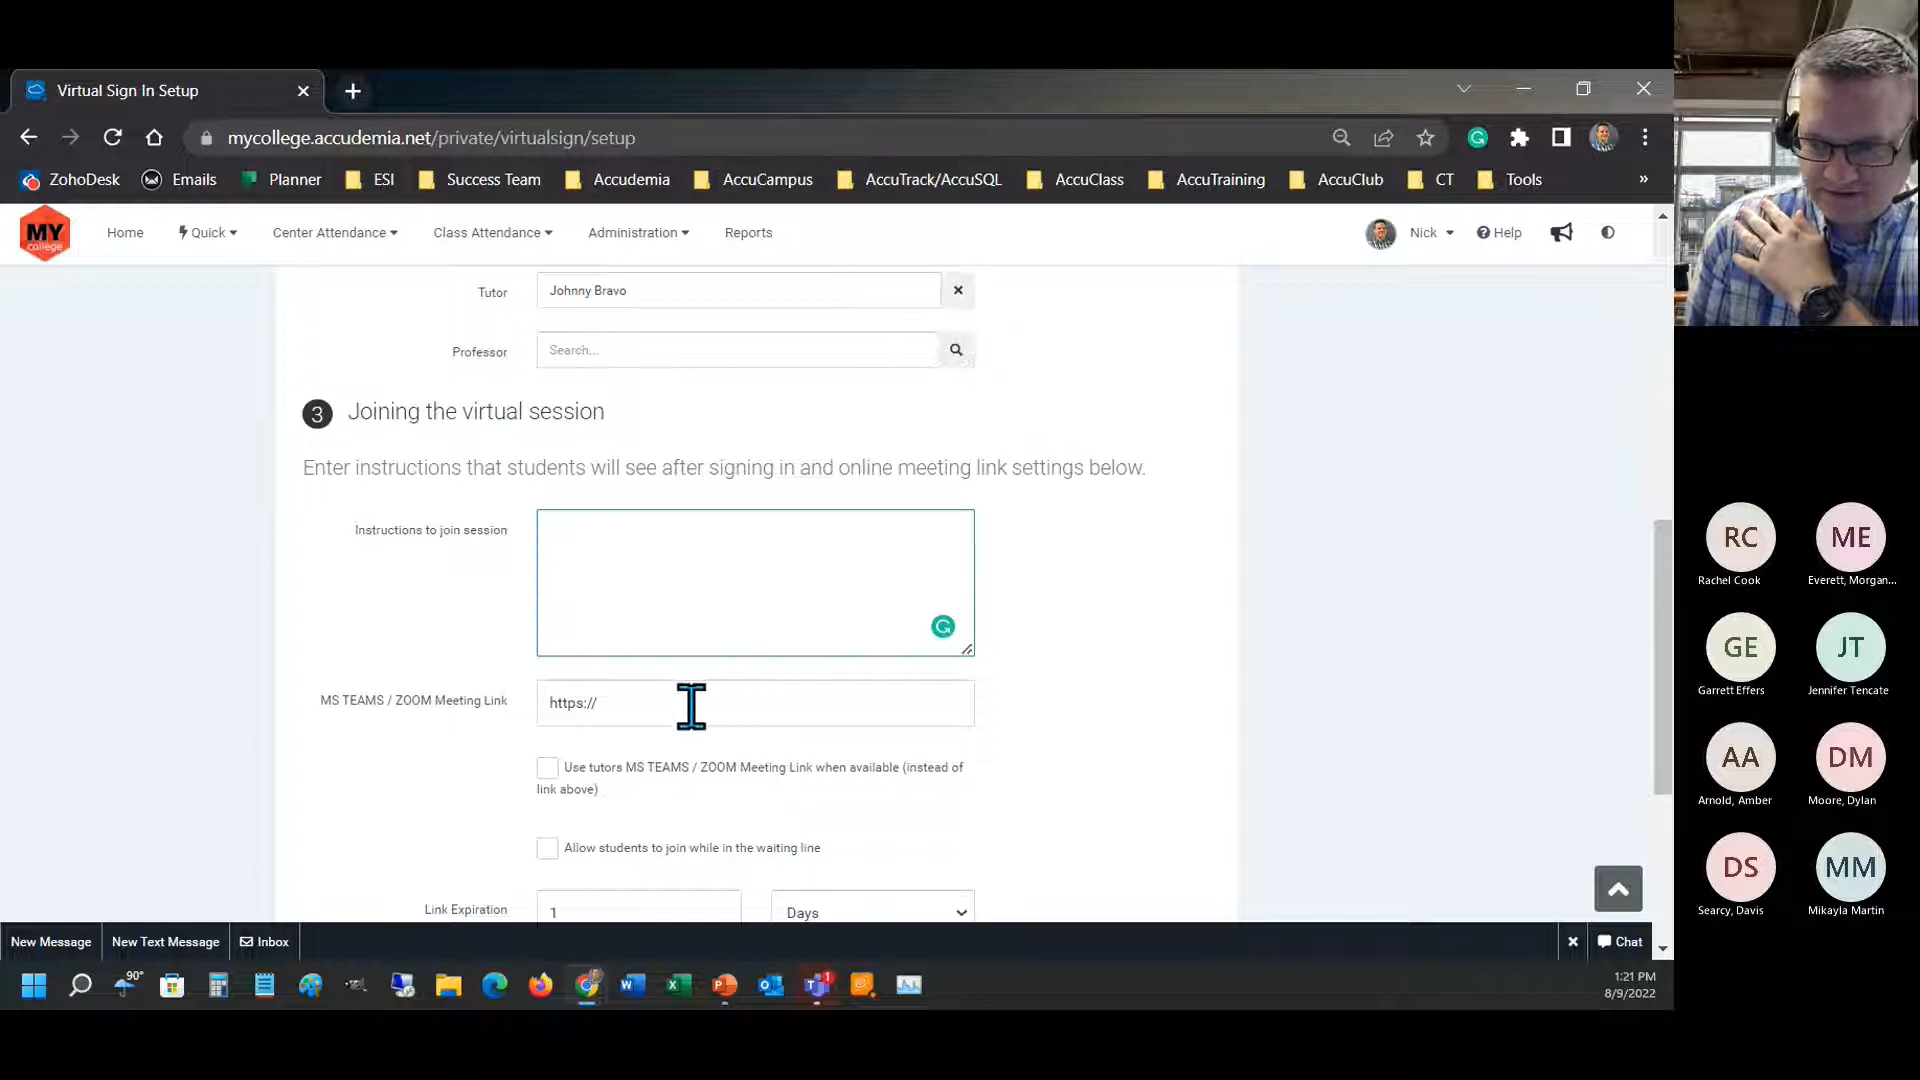 Virtual Sign In Setup
mycollege.accudemia.net/private/virtualsign/setup
ZohoDesk Emails Planner ESI Success Team Accudemia AccuCampus AccuTrack/AccuSQL AccuClass AccuTraining AccuClub CT Tools »
MY college Home Quick Center Attendance Class Attendance Administration Reports Nick Help
Tutor Johnny Bravo
Professor Search...
3 Joining the virtual session
Enter instructions that students will see after signing in and online meeting link settings below.
Instructions to join session
MS TEAMS / ZOOM Meeting Link https://
Use tutors MS TEAMS / ZOOM Meeting Link when available (instead of
link above)
Allow students to join while in the waiting line
Link Expiration 1 Days
New Message New Text Message Inbox Chat
90°
1
1:21 PM
8/9/2022
RC ME
Rachel Cook Everett, Morgan...
GE JT
Garrett Effers Jennifer Tencate
AA DM
Arnold, Amber Moore, Dylan
DS MM
Searcy, Davis Mikayla Martin